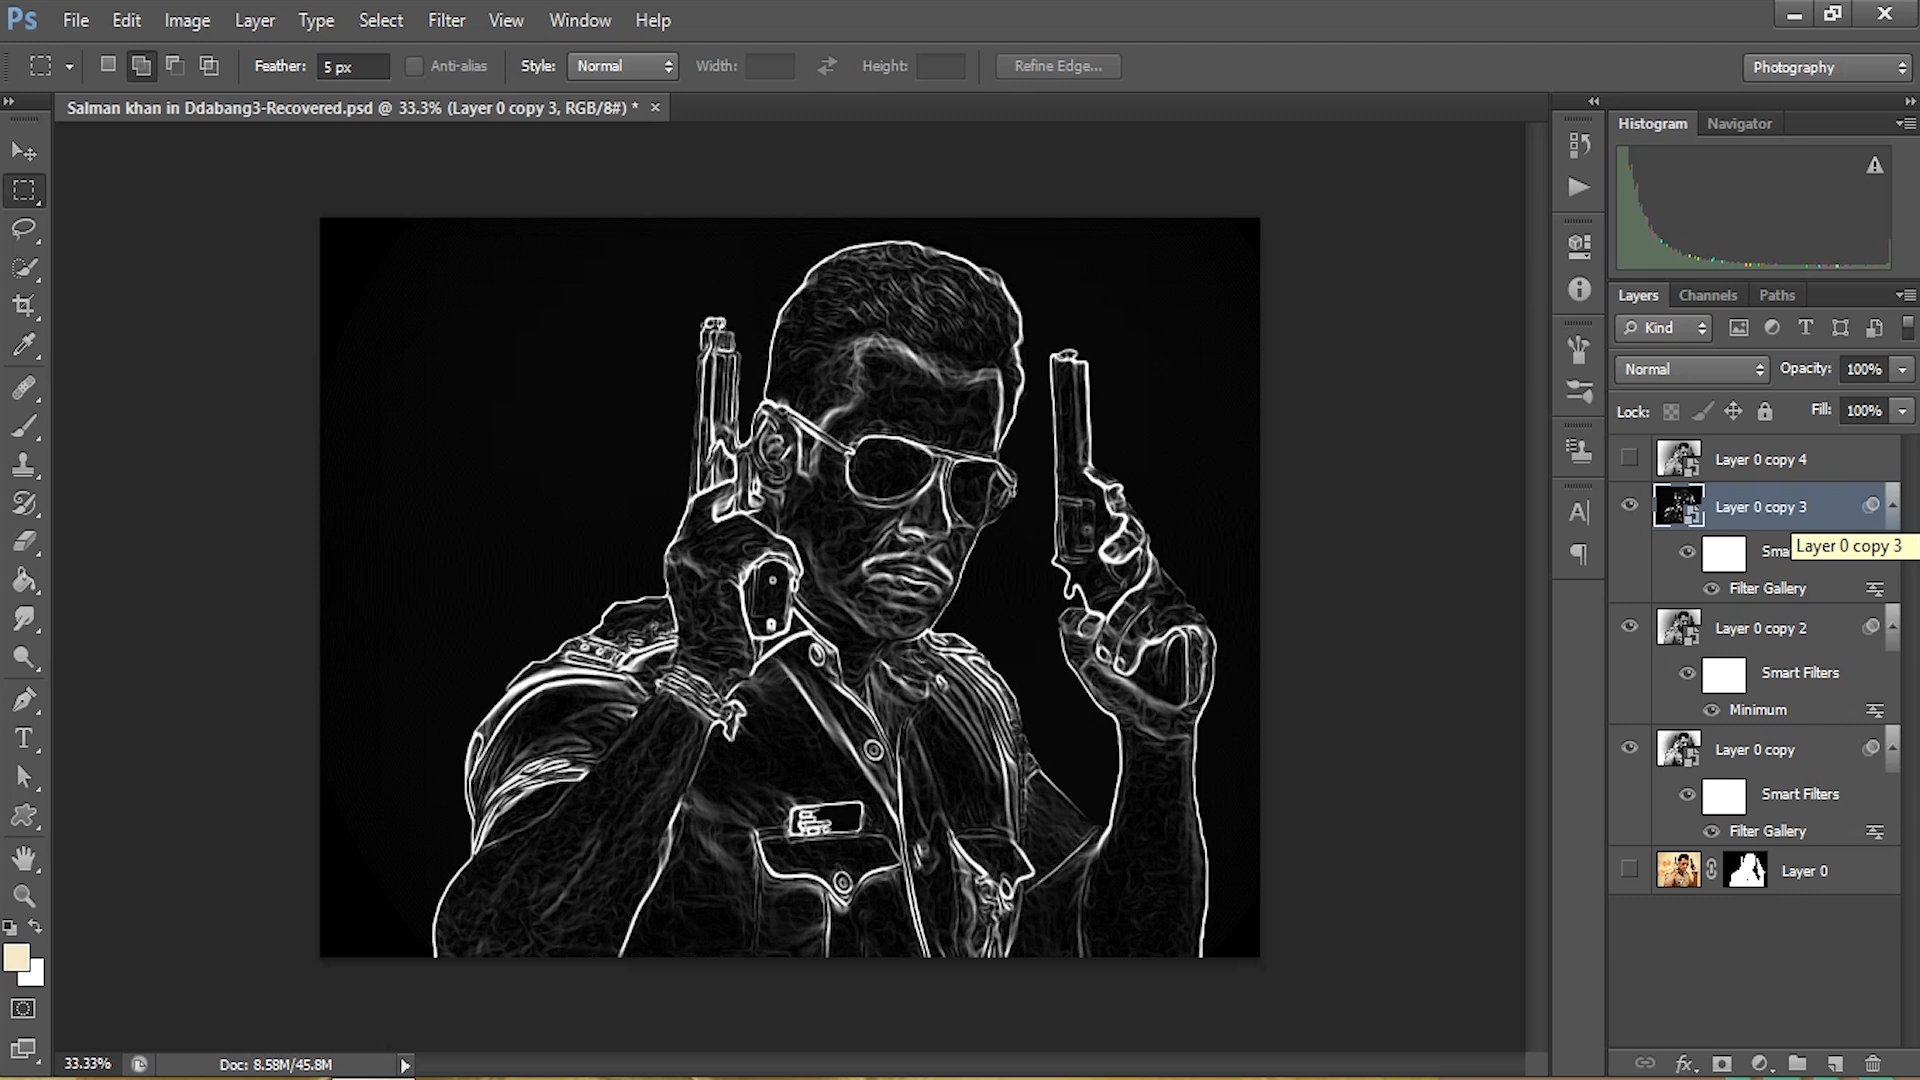 Ps File Edit Image Layer Type Select Filter View Window Help
Feather: 5 px Anti-alias Style: Normal Width: Height: Refine Edge... Photography
Salman khan in Ddabang3-Recovered.psd @ 33.3% (Layer 0 copy 3, RGB/8#) * ×
Histogram Navigator
Layers Channels Paths
Kind
Normal Opacity: 100%
Lock: Fill: 100%
Layer 0 copy 4
Layer 0 copy 3
Sma
Layer 0 copy 3
Filter Gallery
Layer 0 copy 2
Smart Filters
Minimum
Layer 0 copy
Smart Filters
Filter Gallery
Layer 0
33.33% Doc: 8.58M/45.8M